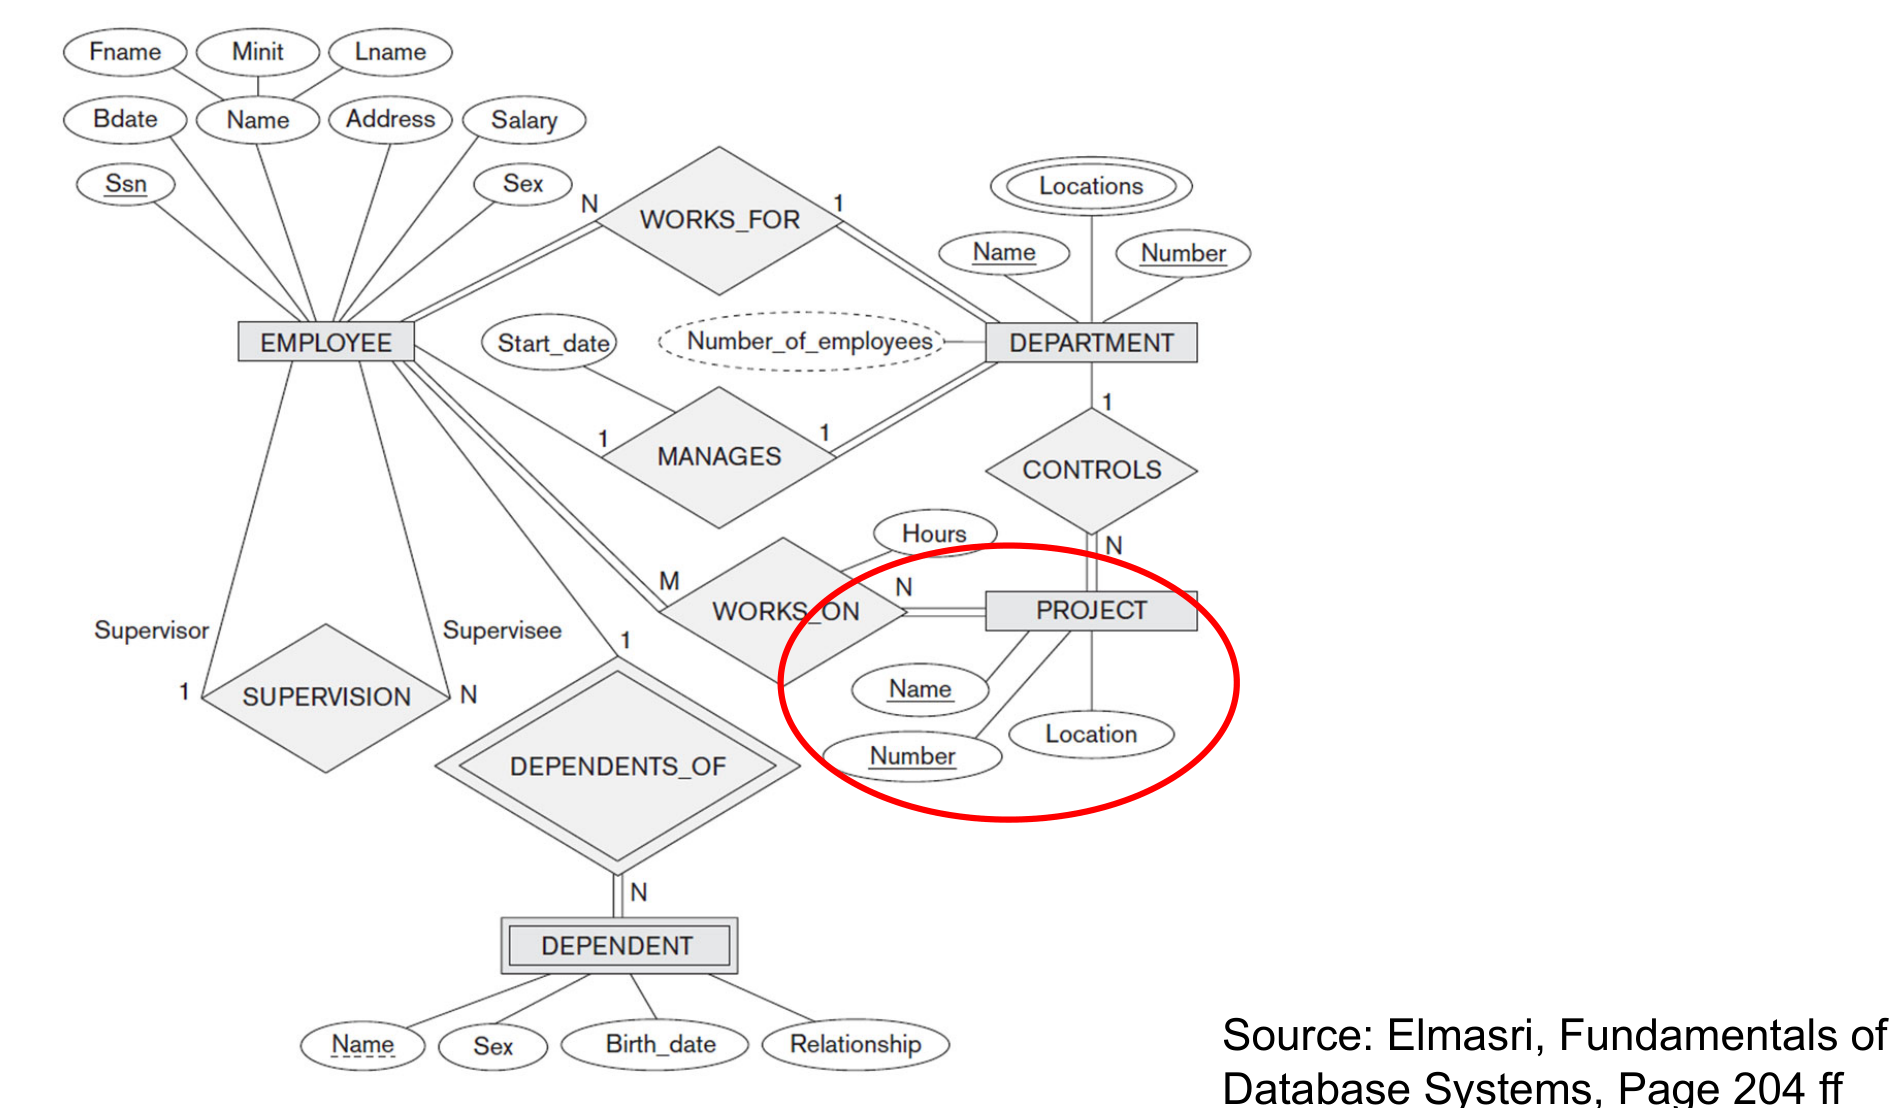 Fname Minit Lname
Bdate Name Address Salary
Ssn Sex
N WORKS_FOR 1
Locations
Name Number
EMPLOYEE Start_date Number_of_employees DEPARTMENT
1 MANAGES 1
1
CONTROLS
N
Hours
M WORKS_ON N PROJECT
Supervisor Supervisee
1 SUPERVISION N
1
Name
Number Location
DEPENDENTS_OF
N
DEPENDENT
Name Sex Birth_date Relationship
Source: Elmasri, Fundamentals of
Database Systems, Page 204 ff